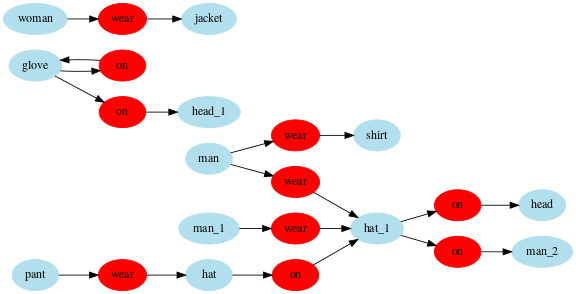 woman wear jacket
glove on
on head_1
wear shirt
man
wear
on head
man_1 wear hat_1
on man_2
pant wear hat on